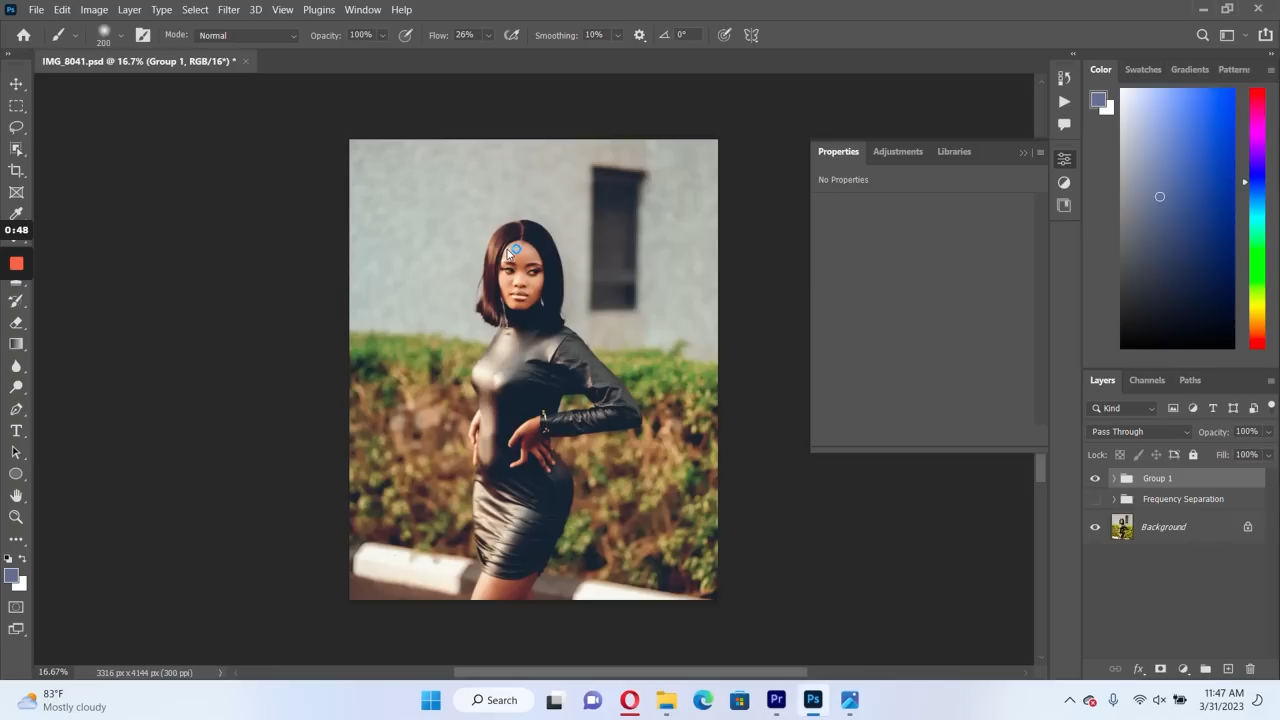 Ps File Edit Image Layer Type Select Filter 3D View Plugins Window Help
200 Mode: Normal Opacity: 100% Flow: 26% Smoothing: 10% 0°
IMG_8041.psd @ 16.7% (Group 1, RGB/16*) * ×
Color Swatches Gradients Patterns
Properties Adjustments Libraries
No Properties
0:48
Layers Channels Paths
Kind
Pass Through Opacity: 100%
Lock: Fill: 100%
Group 1
Frequency Separation
Background
16.67% 3316 px x 4144 px (300 ppi)
83°F
Mostly cloudy
Search
Pr Ps
11:47 AM
3/31/2023